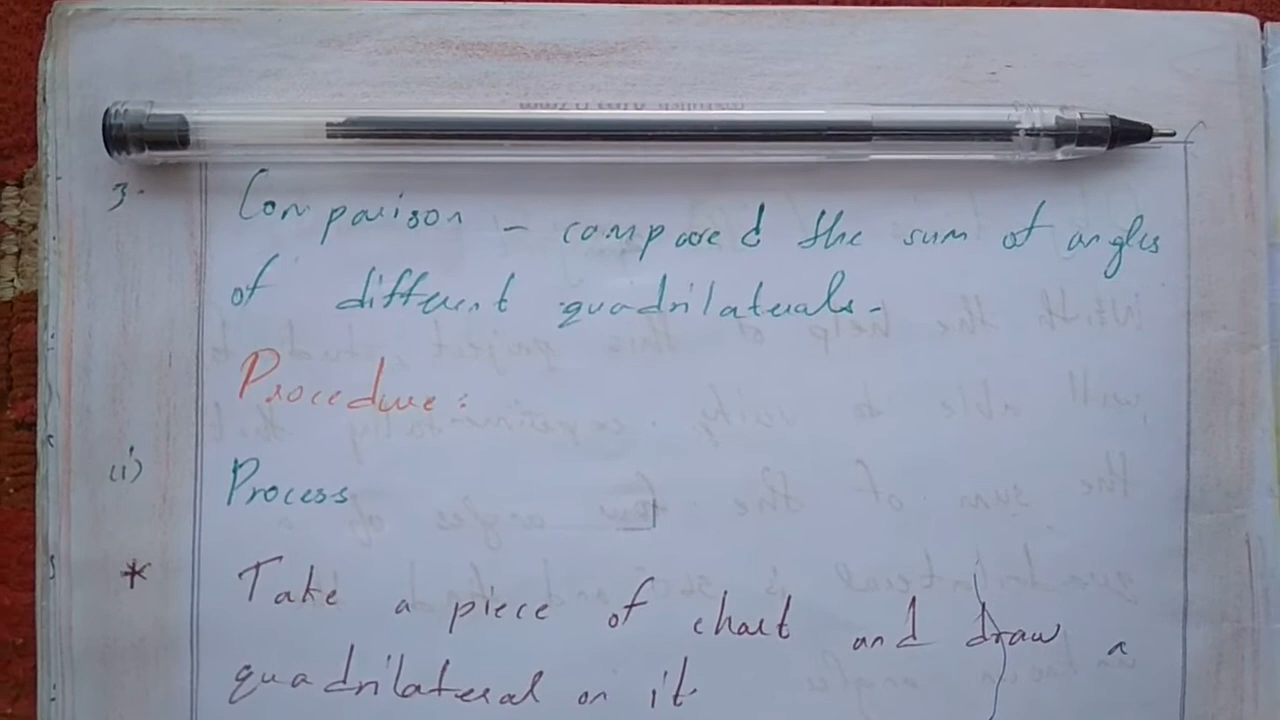 3. Comparison - compared the sum of angles
of different quadrilaterals.
Procedure:
(i) Process
* Take a piece of chart and draw a
quadrilateral on it.